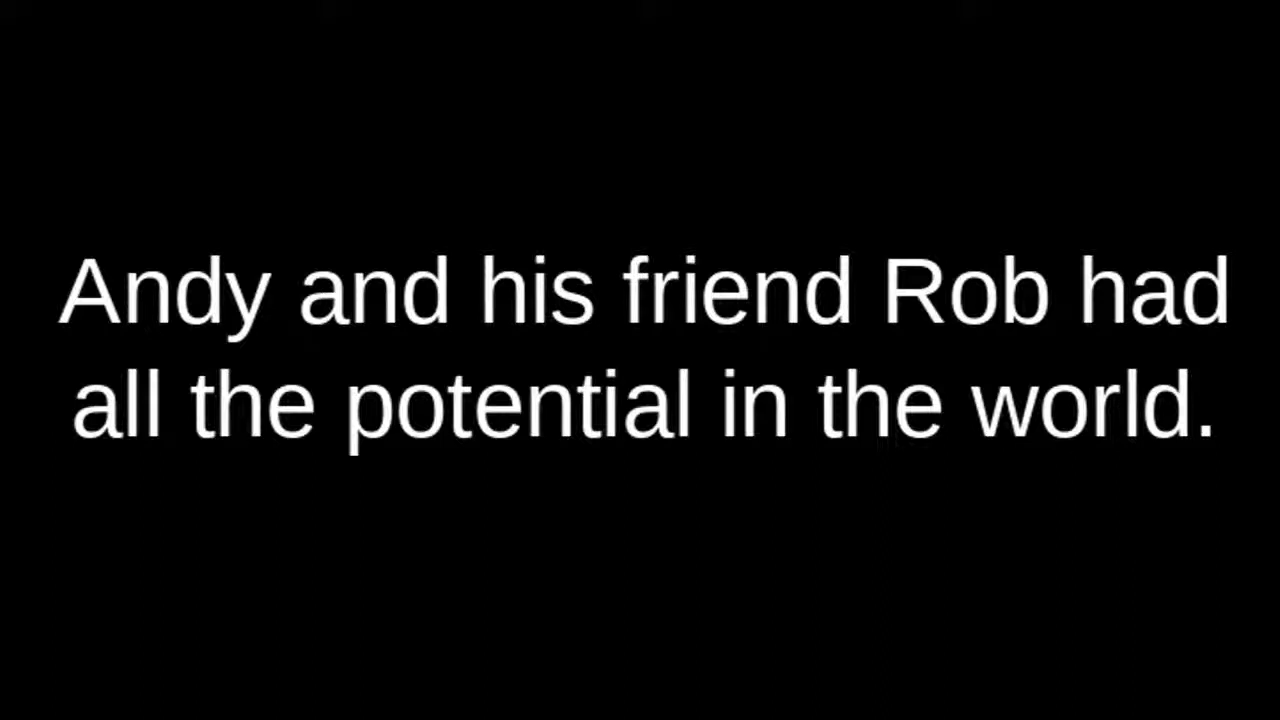 Andy and his friend Rob had
all the potential in the world.